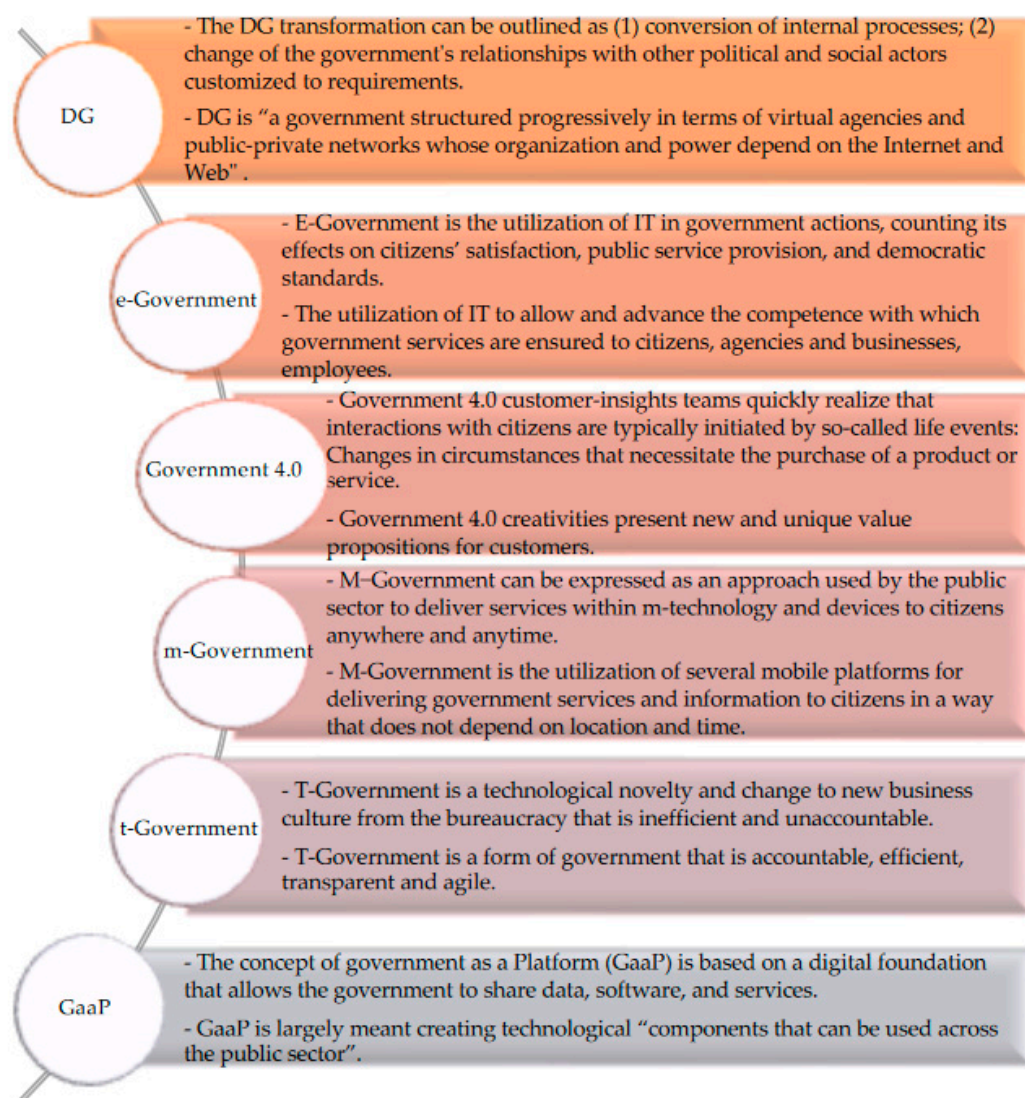 - The DG transformation can be outlined as (1) conversion of internal processes; (2)
change of the government's relationships with other political and social actors
customized to requirements.
DG
- DG is “a government structured progressively in terms of virtual agencies and
public-private networks whose organization and power depend on the Internet and
Web" .
- E-Government is the utilization of IT in government actions, counting its
effects on citizens’ satisfaction, public service provision, and democratic
standards.
e-Government
- The utilization of IT to allow and advance the competence with which
government services are ensured to citizens, agencies and businesses,
employees.
- Government 4.0 customer-insights teams quickly realize that
interactions with citizens are typically initiated by so-called life events:
Changes in circumstances that necessitate the purchase of a product or
service.
Government 4.0
- Government 4.0 creativities present new and unique value
propositions for customers.
- M−Government can be expressed as an approach used by the public
sector to deliver services within m-technology and devices to citizens
anywhere and anytime.
m-Government
- M-Government is the utilization of several mobile platforms for
delivering government services and information to citizens in a way
that does not depend on location and time.
- T-Government is a technological novelty and change to new business
culture from the bureaucracy that is inefficient and unaccountable.
t-Government
- T-Government is a form of government that is accountable, efficient,
transparent and agile.
- The concept of government as a Platform (GaaP) is based on a digital foundation
that allows the government to share data, software, and services.
GaaP
- GaaP is largely meant creating technological “components that can be used across
the public sector”.